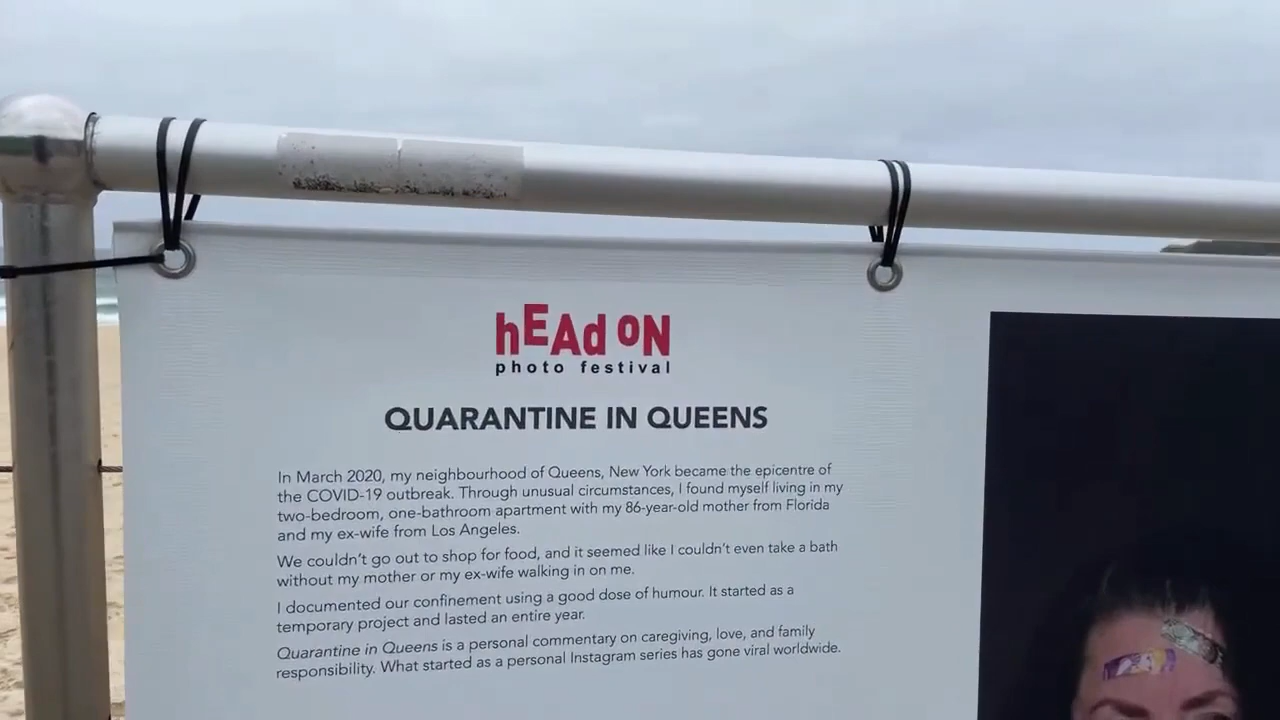 hEAd ON
photo festival
QUARANTINE IN QUEENS
In March 2020, my neighbourhood of Queens, New York became the epicentre of
the COVID-19 outbreak. Through unusual circumstances, I found myself living in my
two-bedroom, one-bathroom apartment with my 86-year-old mother from Florida
and my ex-wife from Los Angeles.
We couldn't go out to shop for food, and it seemed like I couldn't even take a bath
without my mother or my ex-wife walking in on me.
I documented our confinement using a good dose of humour. It started as a
temporary project and lasted an entire year.
Quarantine in Queens is a personal commentary on caregiving, love, and family
responsibility. What started as a personal Instagram series has gone viral worldwide.